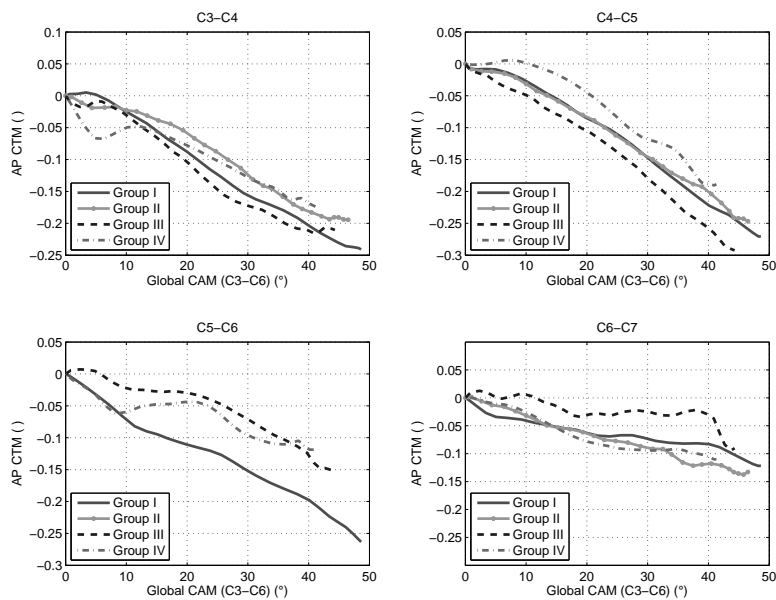 C3−C4
0.1
0.05
0
−0.05
−0.1
−0.15
−0.2
−0.25
AP CTM ( )
Group I
Group II
Group III
Group IV
0 10 20 30 40 50
Global CAM (C3−C6) (°)
C4−C5
0.05
0
−0.05
−0.1
−0.15
−0.2
−0.25
−0.3
AP CTM ( )
Group I
Group II
Group III
Group IV
0 10 20 30 40 50
Global CAM (C3−C6) (°)
C5−C6
0.05
0
−0.05
−0.1
−0.15
−0.2
−0.25
−0.3
AP CTM ( )
Group I
Group II
Group III
Group IV
0 10 20 30 40 50
Global CAM (C3−C6) (°)
C6−C7
0.05
0
−0.05
−0.1
−0.15
−0.2
−0.25
AP CTM ( )
Group I
Group II
Group III
Group IV
0 10 20 30 40 50
Global CAM (C3−C6) (°)